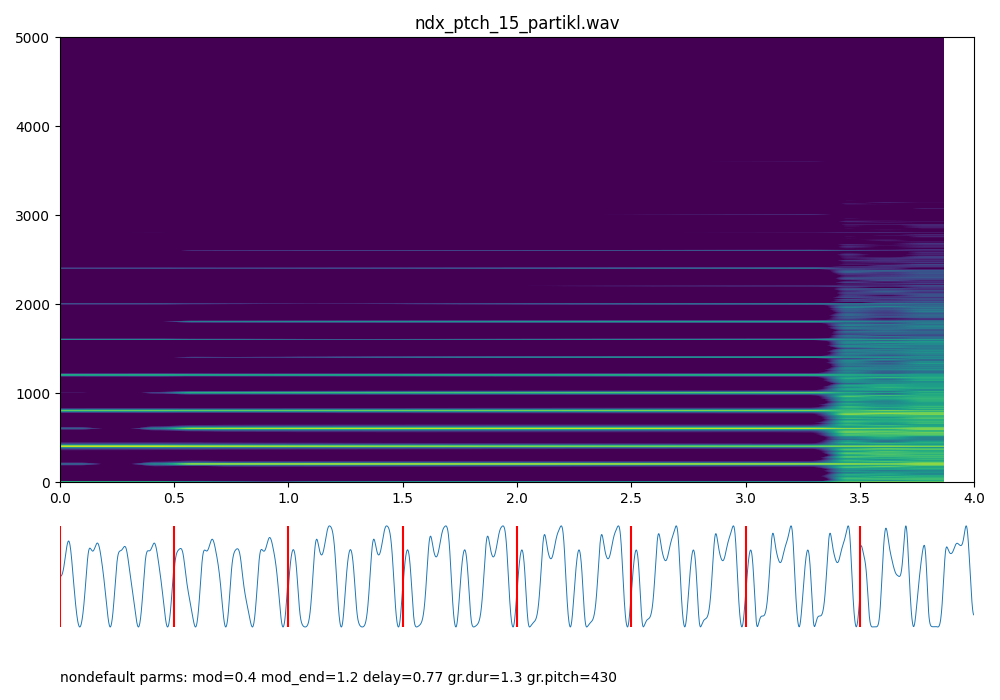 ndx_ptch_15_partikl.wav
5000
4000
3000
2000
1000
0
0.0 0.5 1.0 1.5 2.0 2.5 3.0 3.5 4.0
nondefault parms: mod=0.4 mod_end=1.2 delay=0.77 gr.dur=1.3 gr.pitch=430